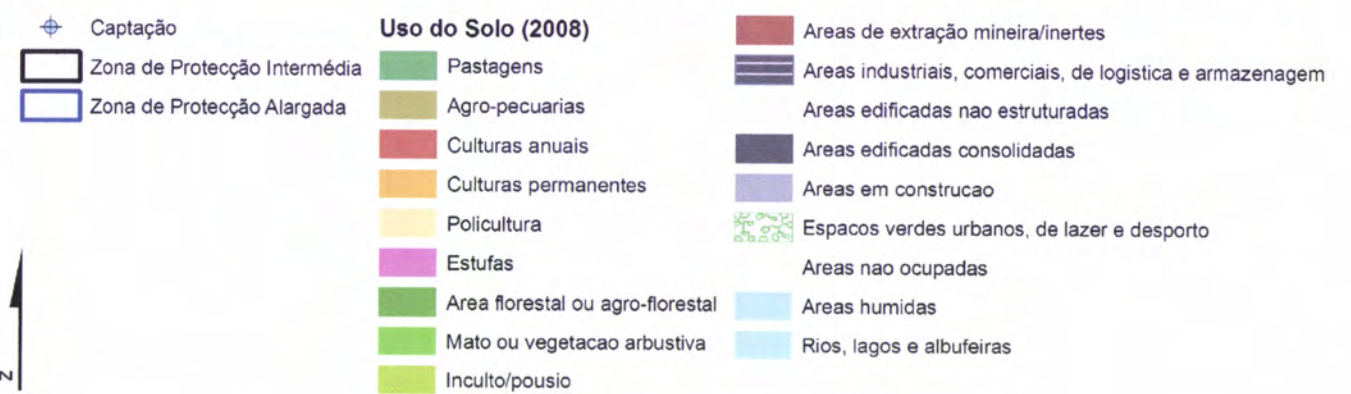 Captação
Zona de Protecção Intermédia
Zona de Protecção Alargada
Uso do Solo (2008)
Pastagens
Agro-pecuarias
Culturas anuais
Culturas permanentes
Policultura
Estufas
Area florestal ou agro-florestal
Mato ou vegetacao arbustiva
Inculto/pousio
Areas de extração mineira/inertes
Areas industriais, comerciais, de logistica e armazenagem
Areas edificadas nao estruturadas
Areas edificadas consolidadas
Areas em construcao
Espacos verdes urbanos, de lazer e desporto
Areas nao ocupadas
Areas humidas
Rios, lagos e albufeiras
N